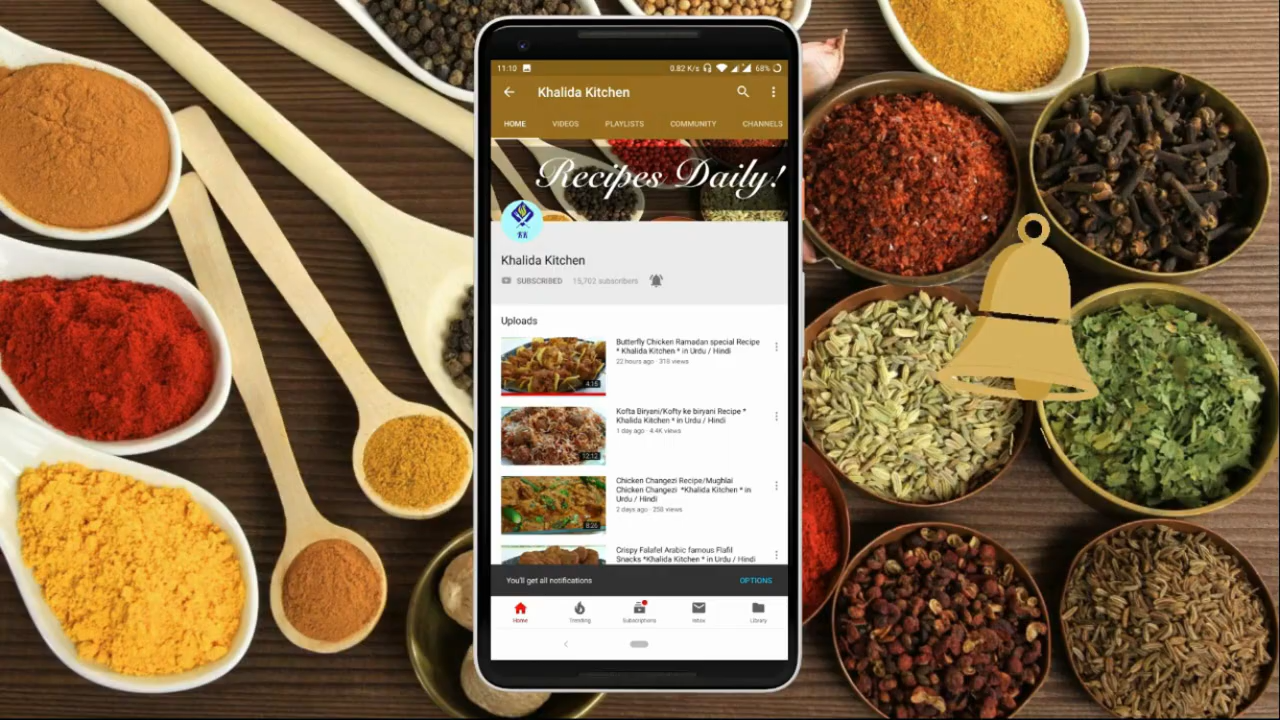 11:10
0.82 K/s
68%
Khalida Kitchen
HOME VIDEOS PLAYLISTS COMMUNITY CHANNELS
Recipes Daily!
KK
Khalida Kitchen
SUBSCRIBED 15,702 subscribers
Uploads
Butterfly Chicken Ramadan special Recipe
* Khalida Kitchen * in Urdu / Hindi
22 hours ago · 318 views
4:15
Kofta Biryani/Kofty ke biryani Recipe *
Khalida Kitchen * in Urdu / Hindi
1 day ago · 4.4K views
12:12
Chicken Changezi Recipe/Mughlai
Chicken Changezi *Khalida Kitchen * in
Urdu / Hindi
2 days ago · 258 views
8:26
Crispy Falafel Arabic famous Flafil
Snacks *Khalida Kitchen * in Urdu / Hindi
You'll get all notifications OPTIONS
Home Trending Subscriptions Inbox Library